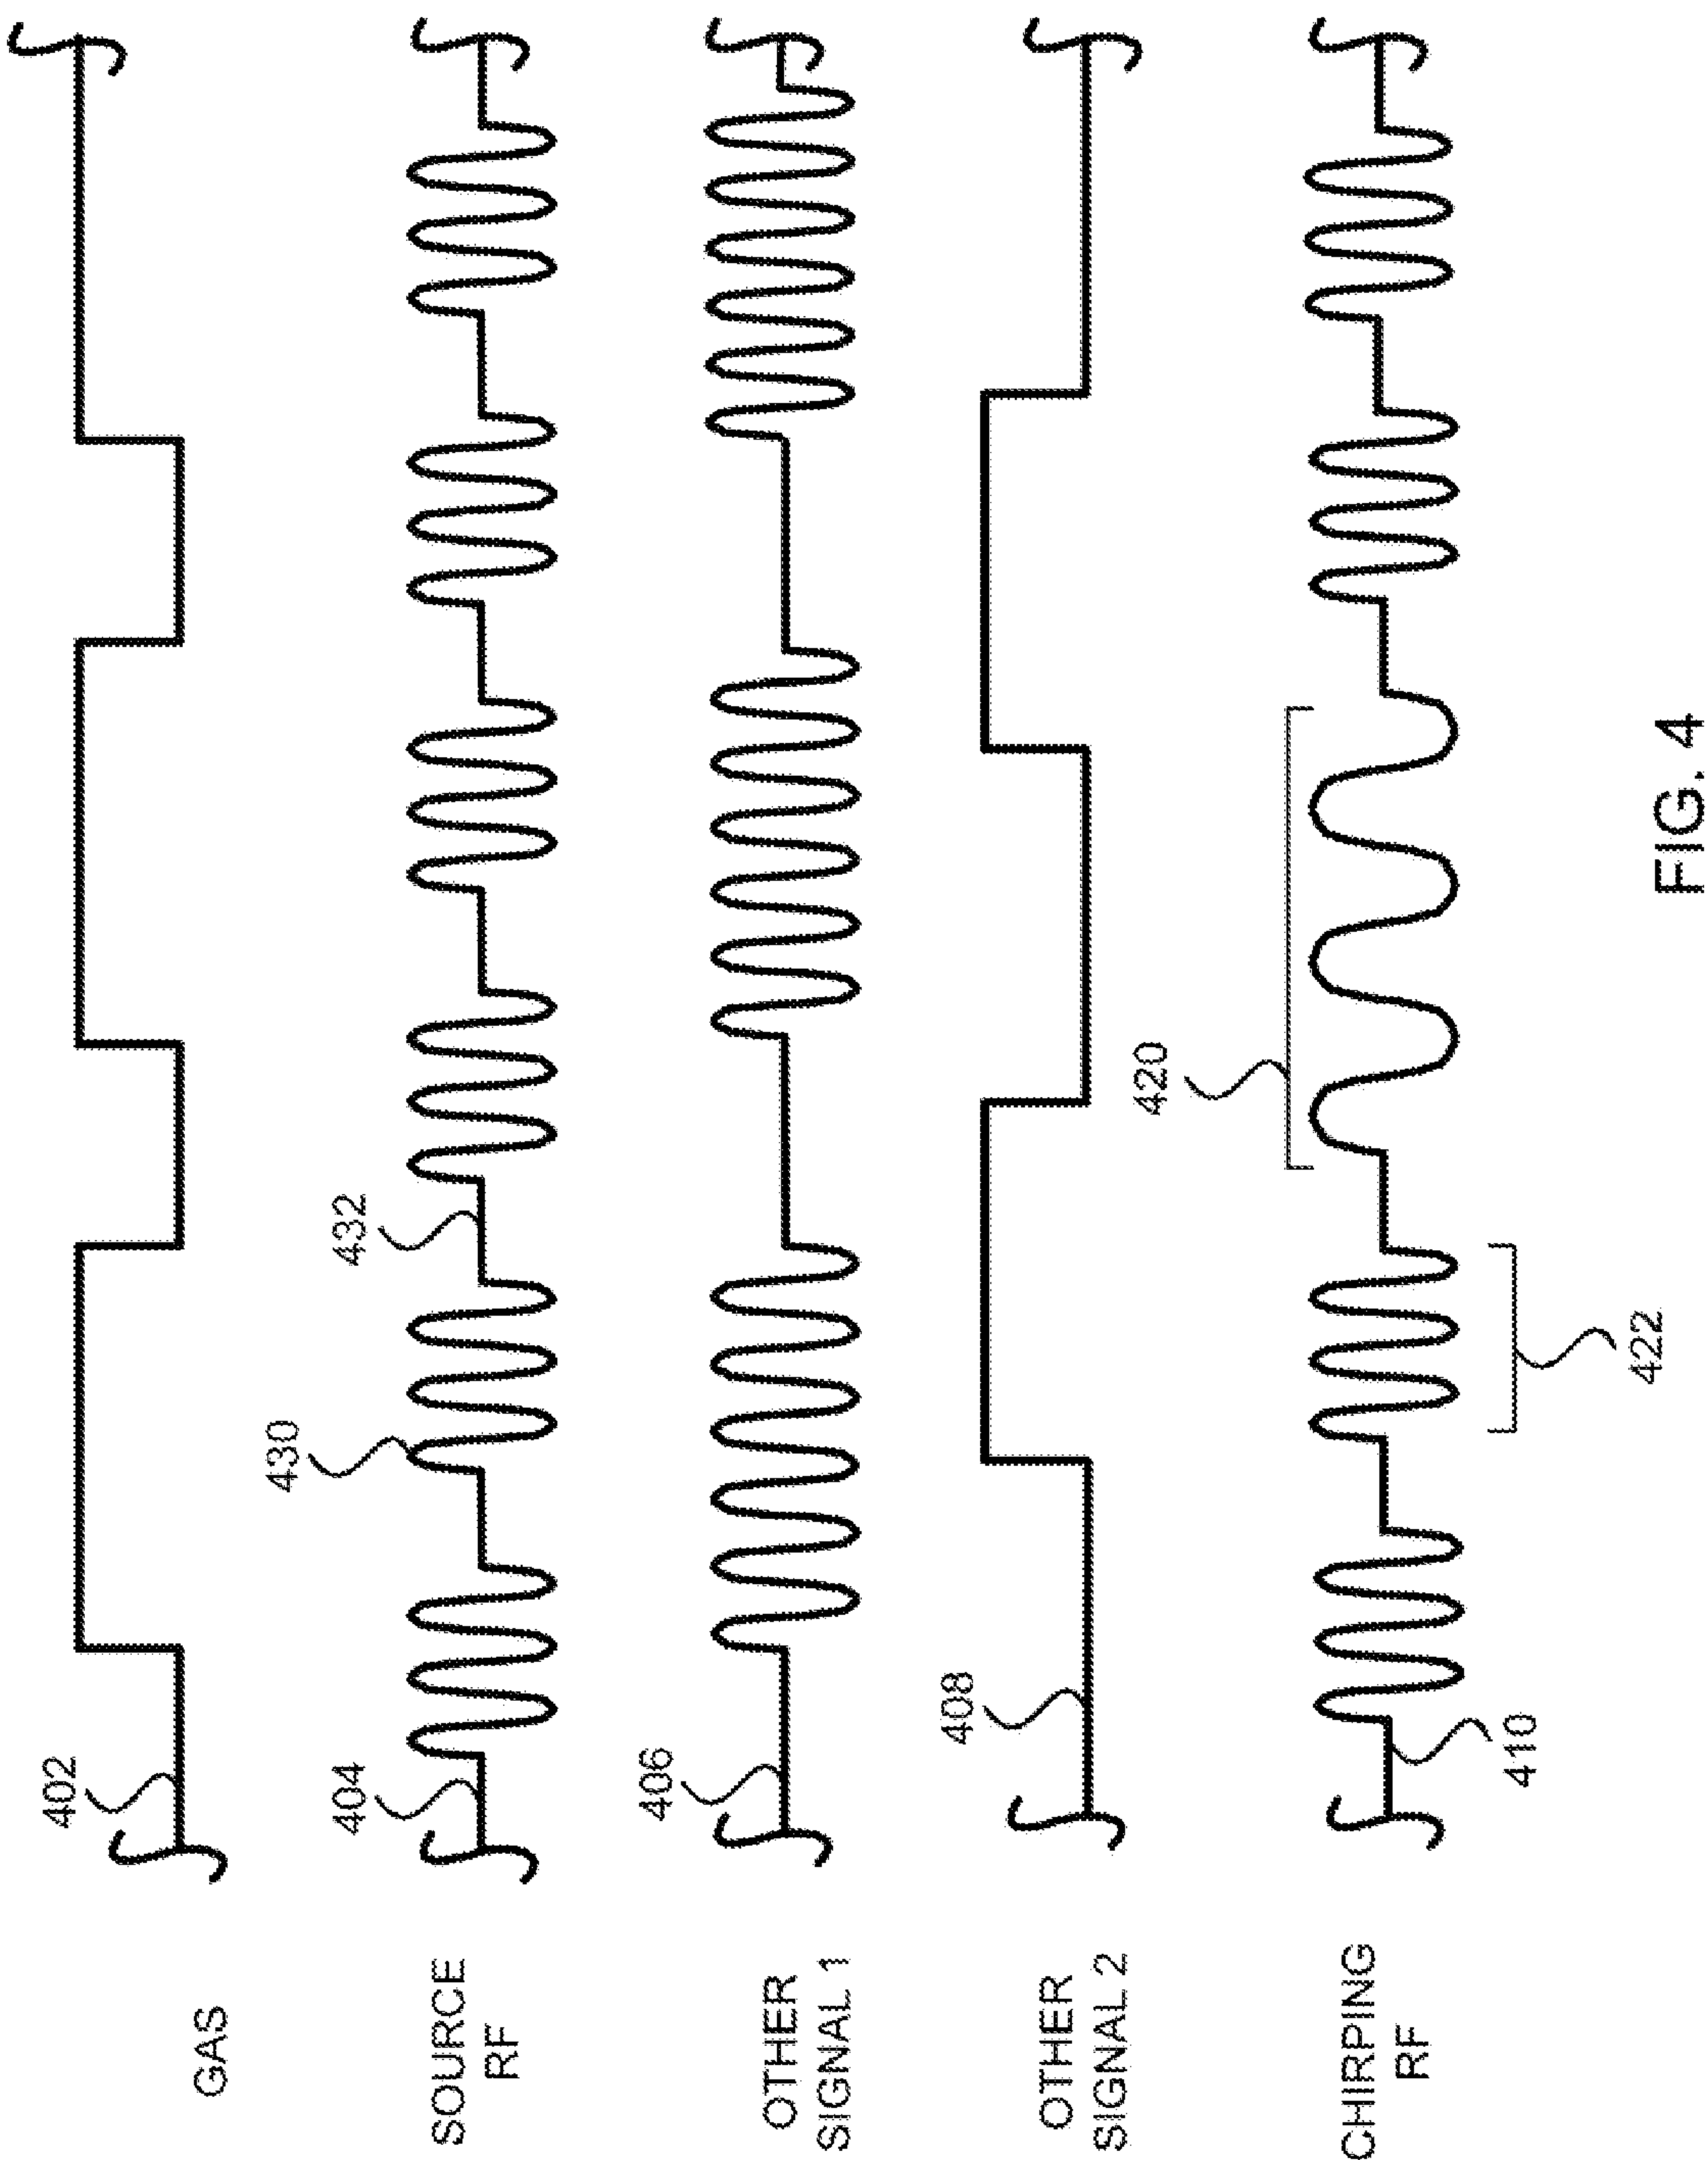 GAS
402
SOURCE
RF
404
430
432
OTHER
SIGNAL 1
406
OTHER
SIGNAL 2
408
CHIRPING
RF
410
422
420
FIG. 4